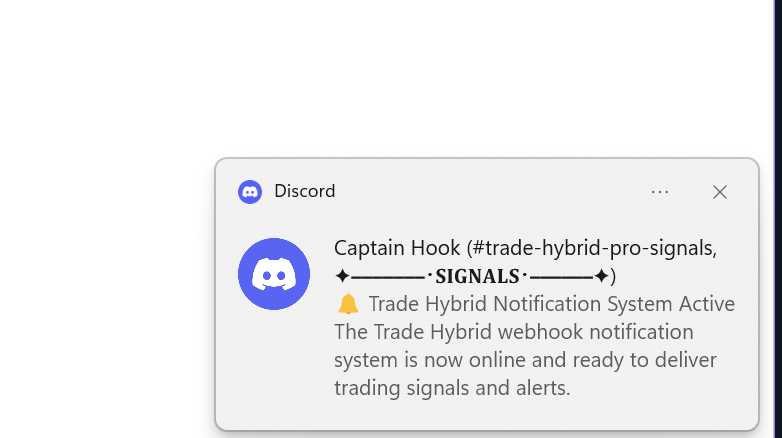 Discord
Captain Hook (#trade-hybrid-pro-signals,
✦———————·SIGNALS·——————✦)
🔔 Trade Hybrid Notification System Active
The Trade Hybrid webhook notification
system is now online and ready to deliver
trading signals and alerts.